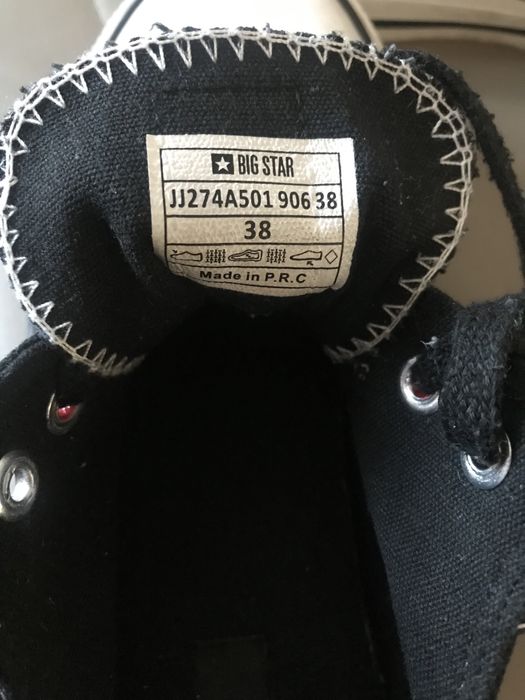 BIG STAR
JJ274A501 906 38
38
Made in P.R.C